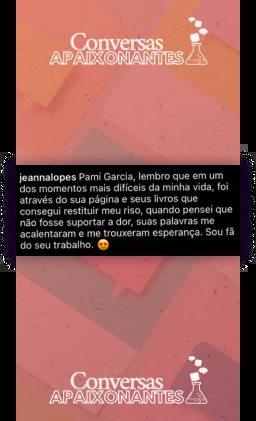 Conversas
APAIXONANTES
jeannalopes Pami Garcia, lembro que em um
dos momentos mais difíceis da minha vida, foi
através do sua página e seus livros que
consegui restituir meu riso, quando pensei que
não fosse suportar a dor, suas palavras me
acalentaram e me trouxeram esperança. Sou fã
do seu trabalho. 😍
Conversas
APAIXONANTES